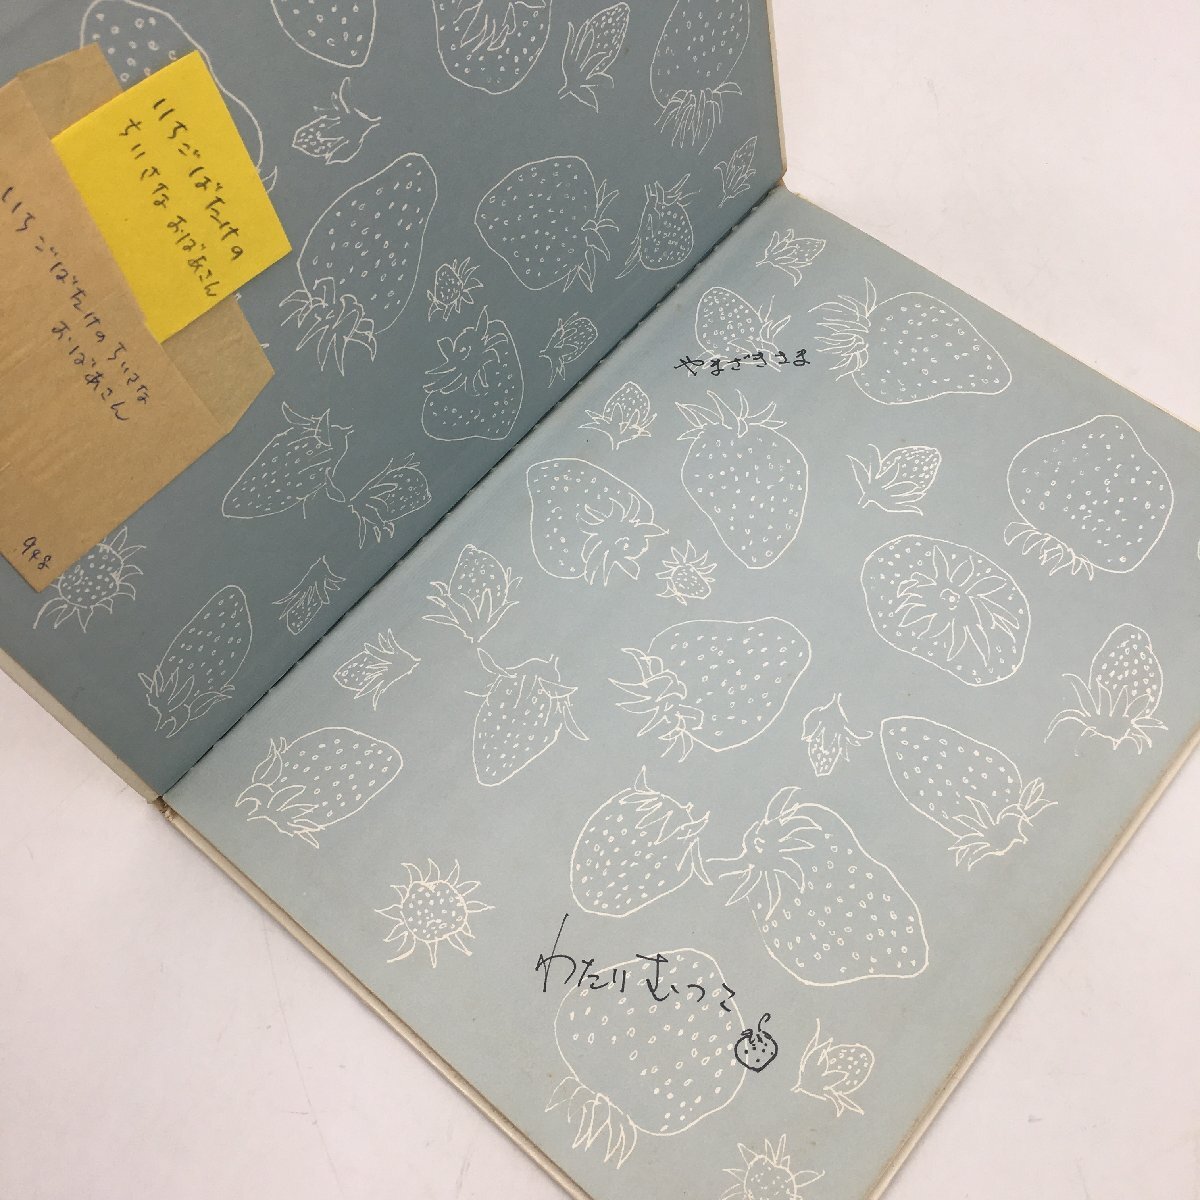 いちごばたけの
ちいさなおばあさん
いちごばたけのちいさな
おばあさん
やまざきさま
わたりむつこ